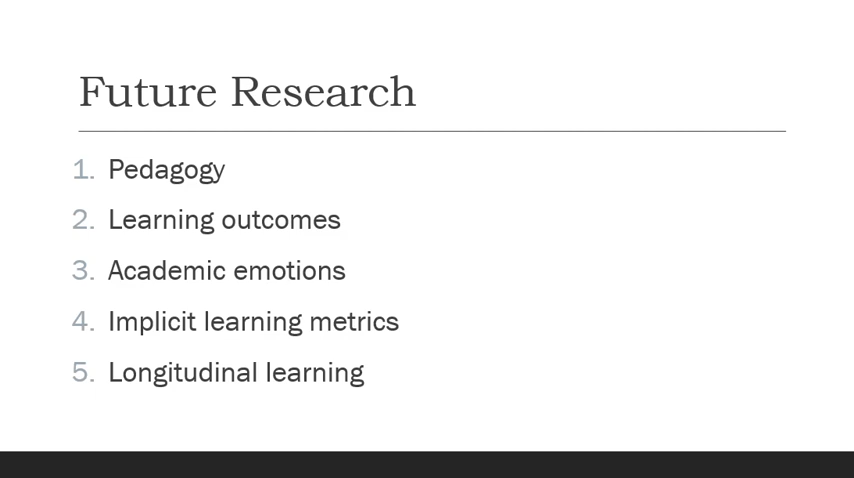 Future Research
1. Pedagogy
2. Learning outcomes
3. Academic emotions
4. Implicit learning metrics
5. Longitudinal learning